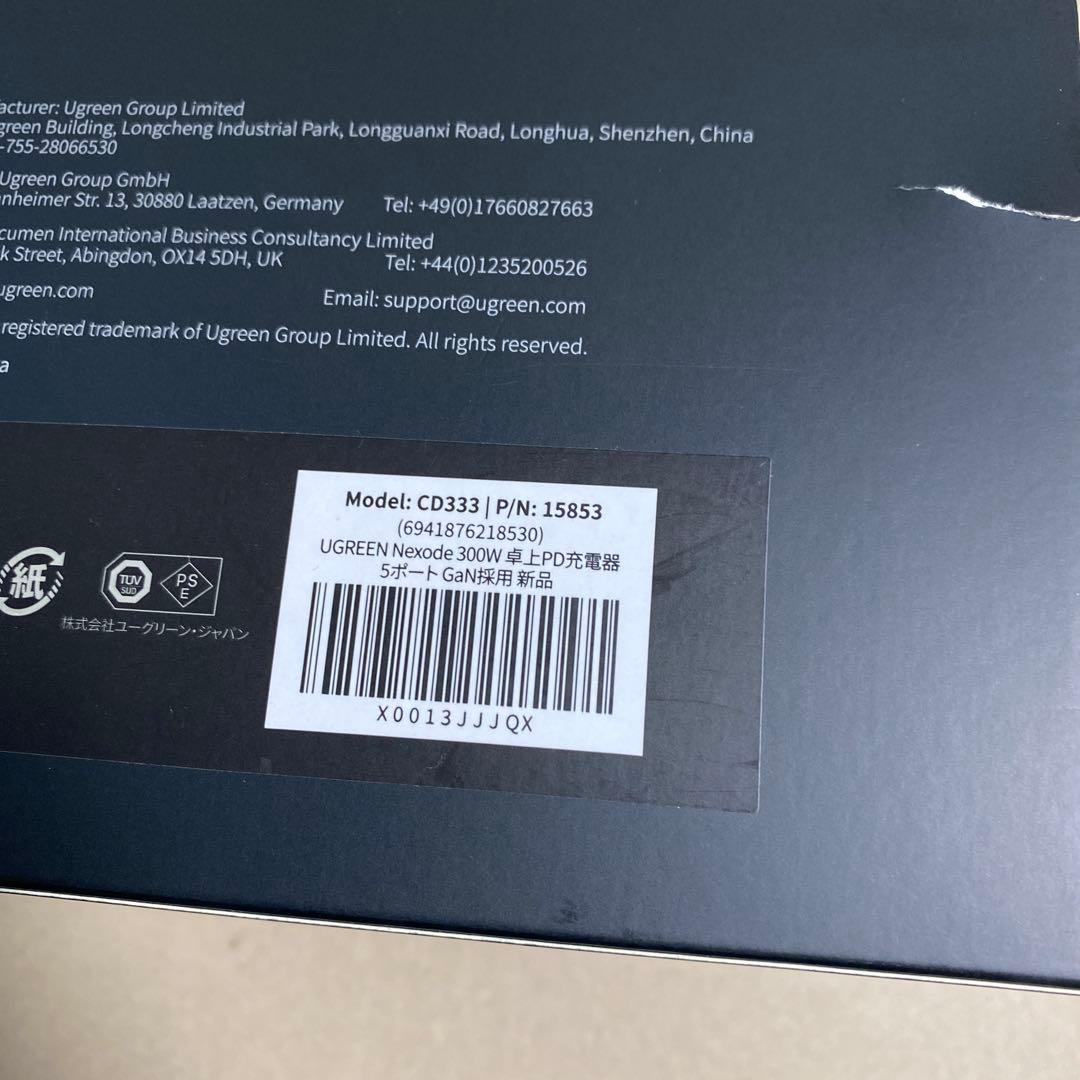 acturer: Ugreen Group Limited
green Building, Longcheng Industrial Park, Longguanxi Road, Longhua, Shenzhen, China
-755-28066530
Ugreen Group GmbH
nheimer Str. 13, 30880 Laatzen, Germany Tel: +49(0)17660827663
cumen International Business Consultancy Limited
k Street, Abingdon, OX14 5DH, UK Tel: +44(0)1235200526
ugreen.com Email: support@ugreen.com
registered trademark of Ugreen Group Limited. All rights reserved.
a
Model: CD333 | P/N: 15853
(6941876218530)
UGREEN Nexode 300W 卓上PD充電器
5ポート GaN採用 新品
X0013JJJQX
紙
TUV
SUD
PS
E
株式会社ユーグリーン・ジャパン